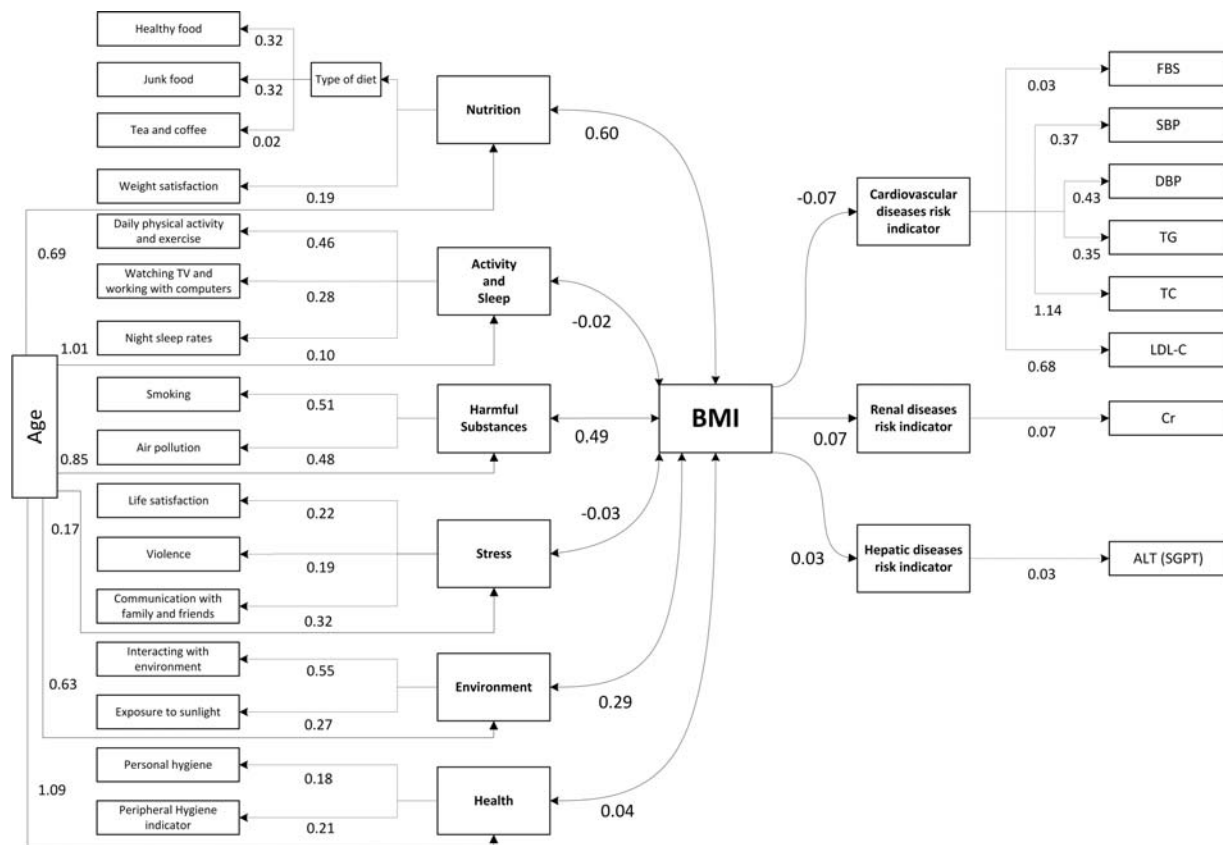 Healthy food
0.32
Junk food
0.32
Type of diet
Tea and coffee
0.02
Weight satisfaction
0.19
Nutrition
0.60
Daily physical activity
and exercise
0.46
Watching TV and
working with computers
0.28
Night sleep rates
0.10
Activity
and
Sleep
-0.02
Smoking
0.51
Air pollution
0.48
Harmful
Substances
0.49
Life satisfaction
0.22
Violence
0.19
Communication with
family and friends
0.32
Stress
-0.03
Interacting with
environment
0.55
Exposure to sunlight
0.27
Environment
0.29
Personal hygiene
0.18
Peripheral Hygiene
indicator
0.21
Health
0.04
Age
0.69
1.01
0.85
0.17
0.63
1.09
BMI
-0.07
Cardiovascular
diseases risk
indicator
0.03
FBS
0.37
SBP
0.43
DBP
0.35
TG
1.14
TC
0.68
LDL-C
0.07
Renal diseases
risk indicator
0.07
Cr
0.03
Hepatic diseases
risk indicator
0.03
ALT (SGPT)